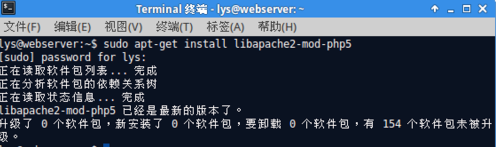 Terminal 终端 - lys@webserver: ~
文件(F) 编辑(E) 视图(V) 终端(T) 标签(A) 帮助(H)
lys@webserver:~$ sudo apt-get install libapache2-mod-php5
[sudo] password for lys:
正在读取软件包列表... 完成
正在分析软件包的依赖关系树
正在读取状态信息... 完成
libapache2-mod-php5 已经是最新的版本了。
升级了 0 个软件包，新安装了 0 个软件包，要卸载 0 个软件包，有 154 个软件包未被升
级。
lys@webserver:~$